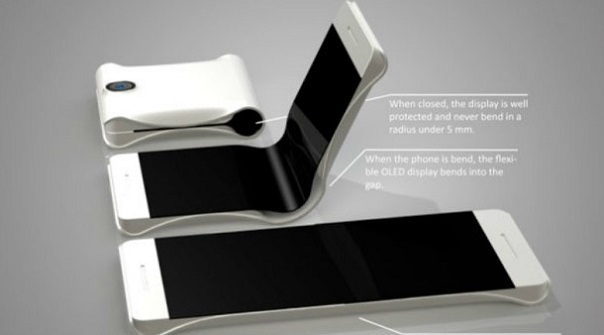 When closed, the display is well
protected and never bend in a
radius under 5 mm.
When the phone is bend, the flexi-
ble OLED display bends into the
gap.